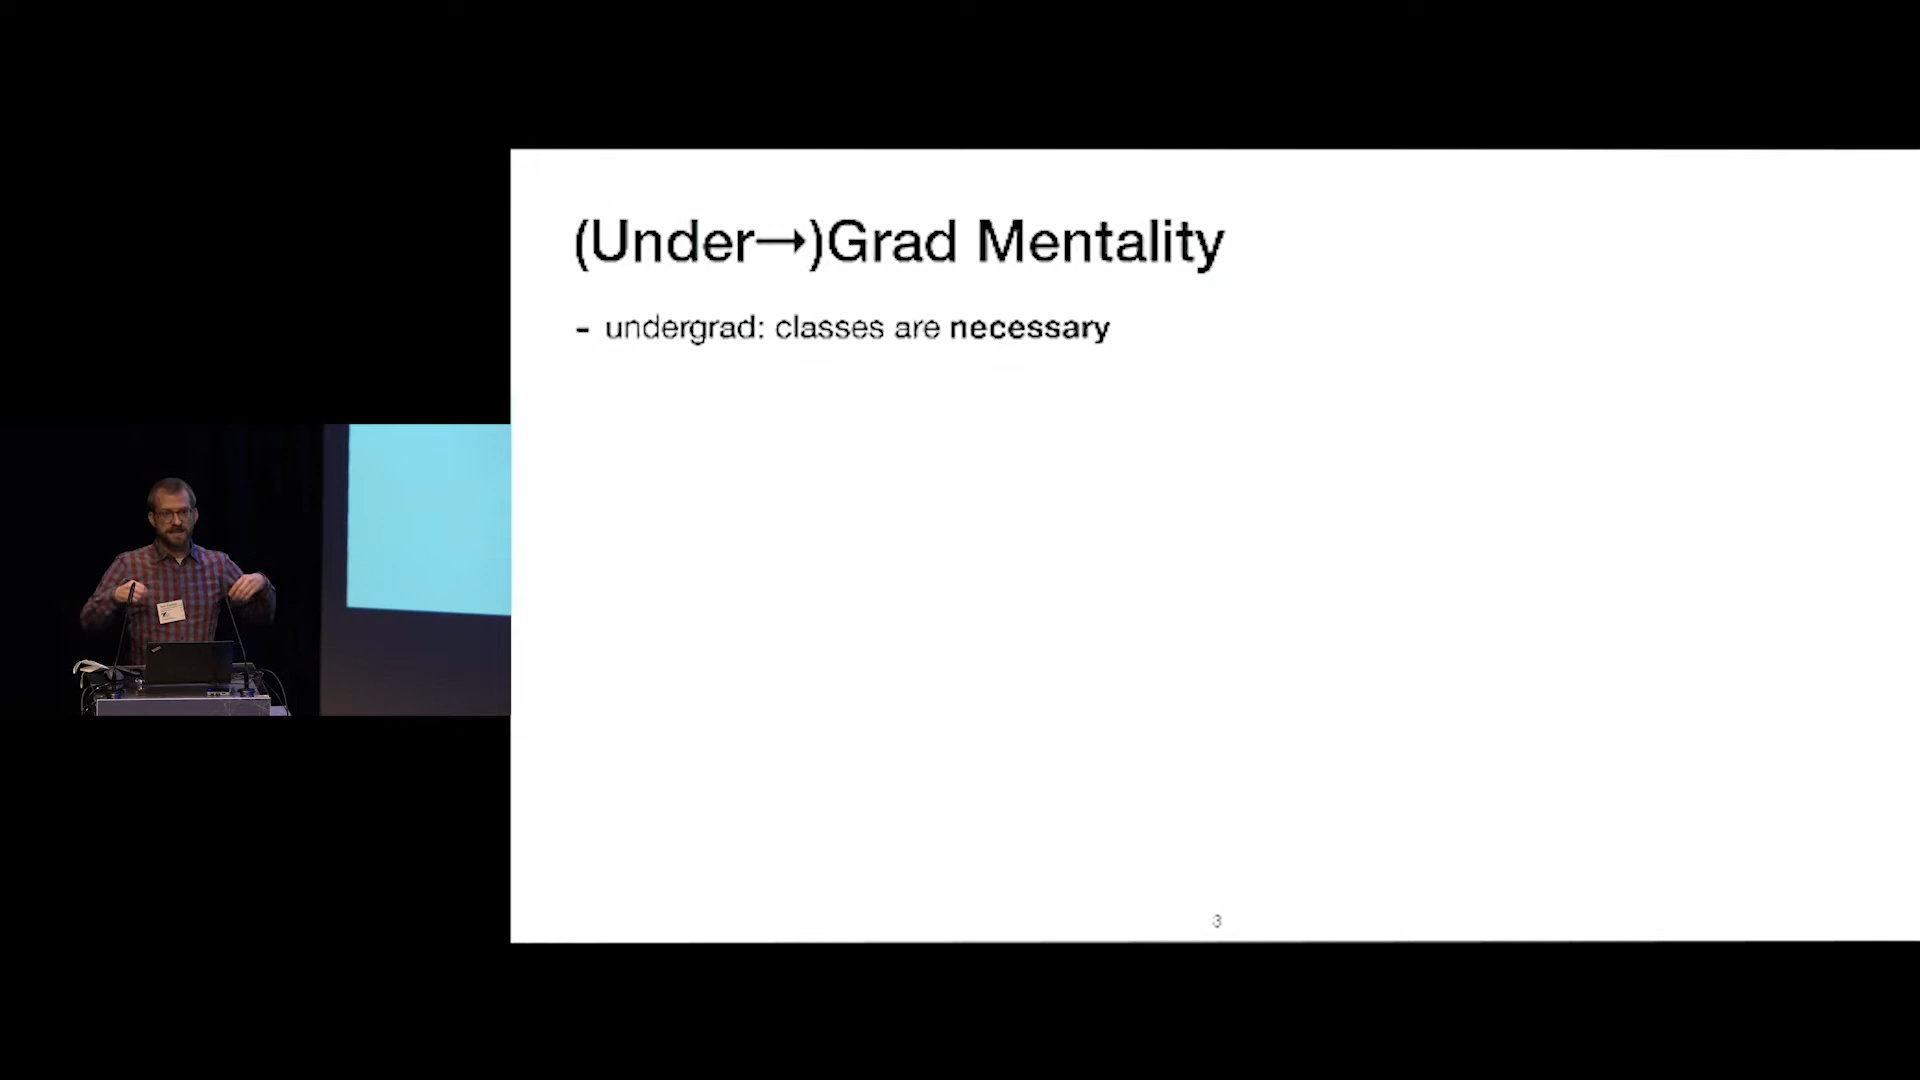 (Under→)Grad Mentality
- undergrad: classes are necessary
3